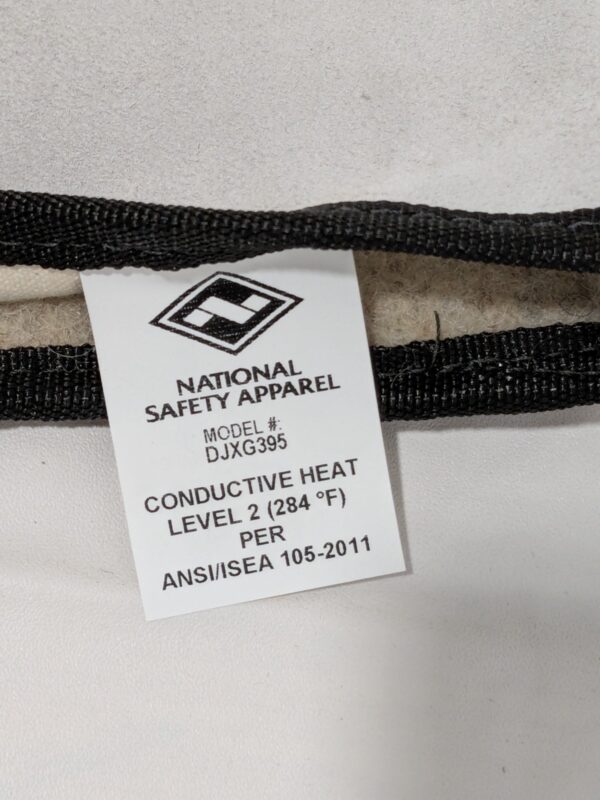 NATIONAL
SAFETY APPAREL
MODEL #:
DJXG395
CONDUCTIVE HEAT
LEVEL 2 (284 °F)
PER
ANSI/ISEA 105-2011